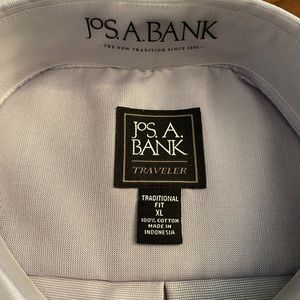 JOS. A. BANK
- THE NEW TRADITION SINCE 1905 -
JOS. A.
BANK
TRAVELER
TRADITIONAL
FIT
XL
100% COTTON
MADE IN
INDONESIA